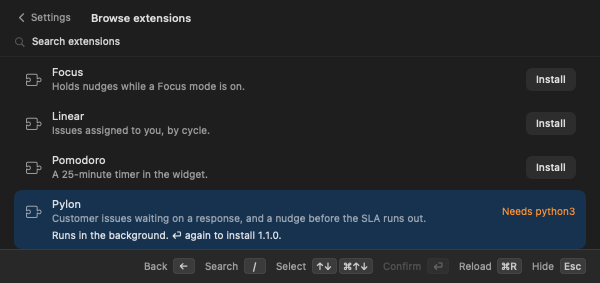 Settings Browse extensions
Search extensions
Focus
Holds nudges while a Focus mode is on.
Install
Linear
Issues assigned to you, by cycle.
Install
Pomodoro
A 25-minute timer in the widget.
Install
Pylon
Customer issues waiting on a response, and a nudge before the SLA runs out.
Runs in the background. ⏎ again to install 1.1.0.
Needs python3
Back ← Search / Select ↑↓ ⌘↑↓ Confirm ⏎ Reload ⌘R Hide Esc